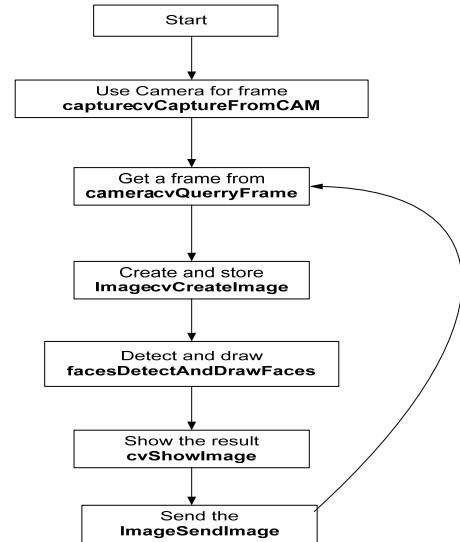 Start
Use Camera for frame
capturecvCaptureFromCAM
Get a frame from
cameracvQuerryFrame
Create and store
ImagecvCreateImage
Detect and draw
facesDetectAndDrawFaces
Show the result
cvShowImage
Send the
ImageSendImage